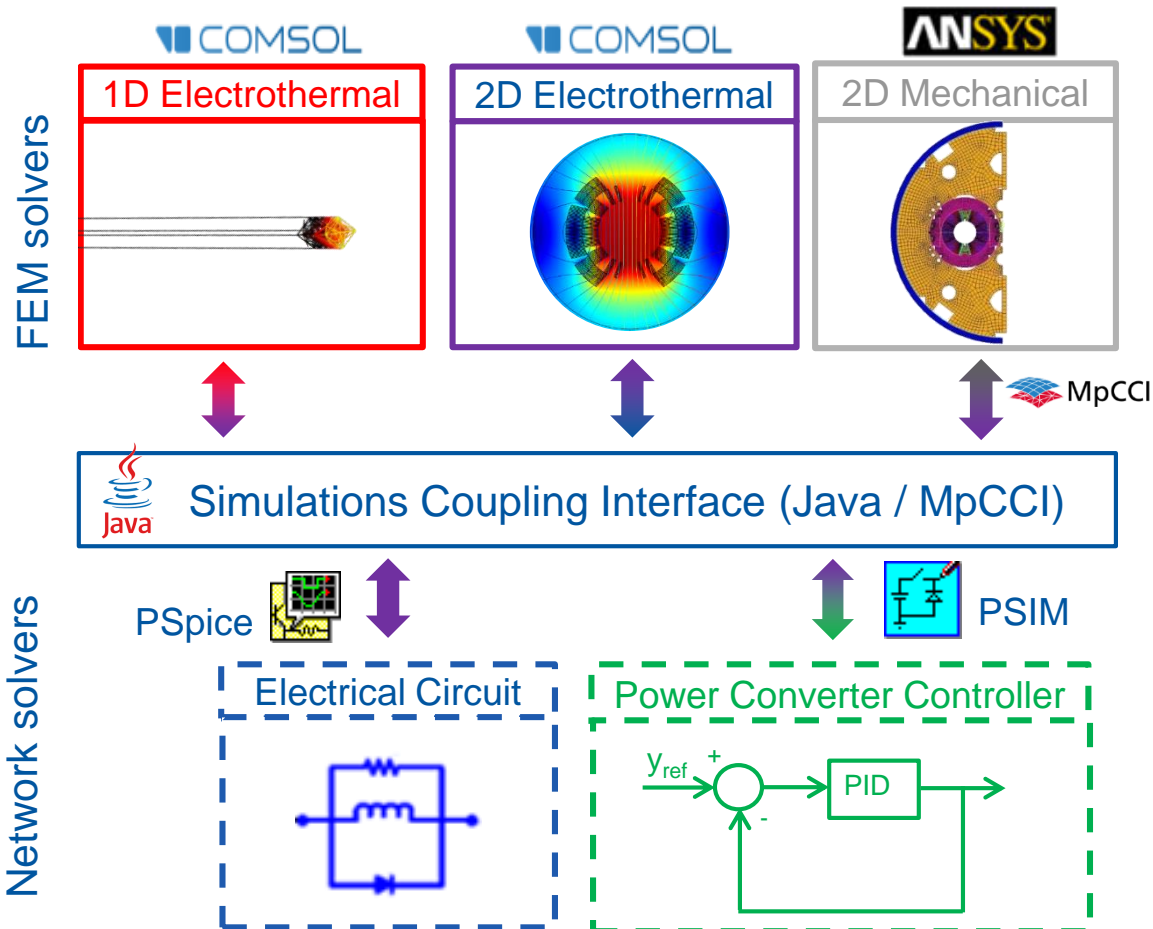 COMSOL
COMSOL
ANSYS
1D Electrothermal
2D Electrothermal
2D Mechanical
FEM solvers
MpCCI
Java
Simulations Coupling Interface (Java / MpCCI)
PSpice
PSIM
Network solvers
Electrical Circuit
Power Converter Controller
yref
+
PID
-